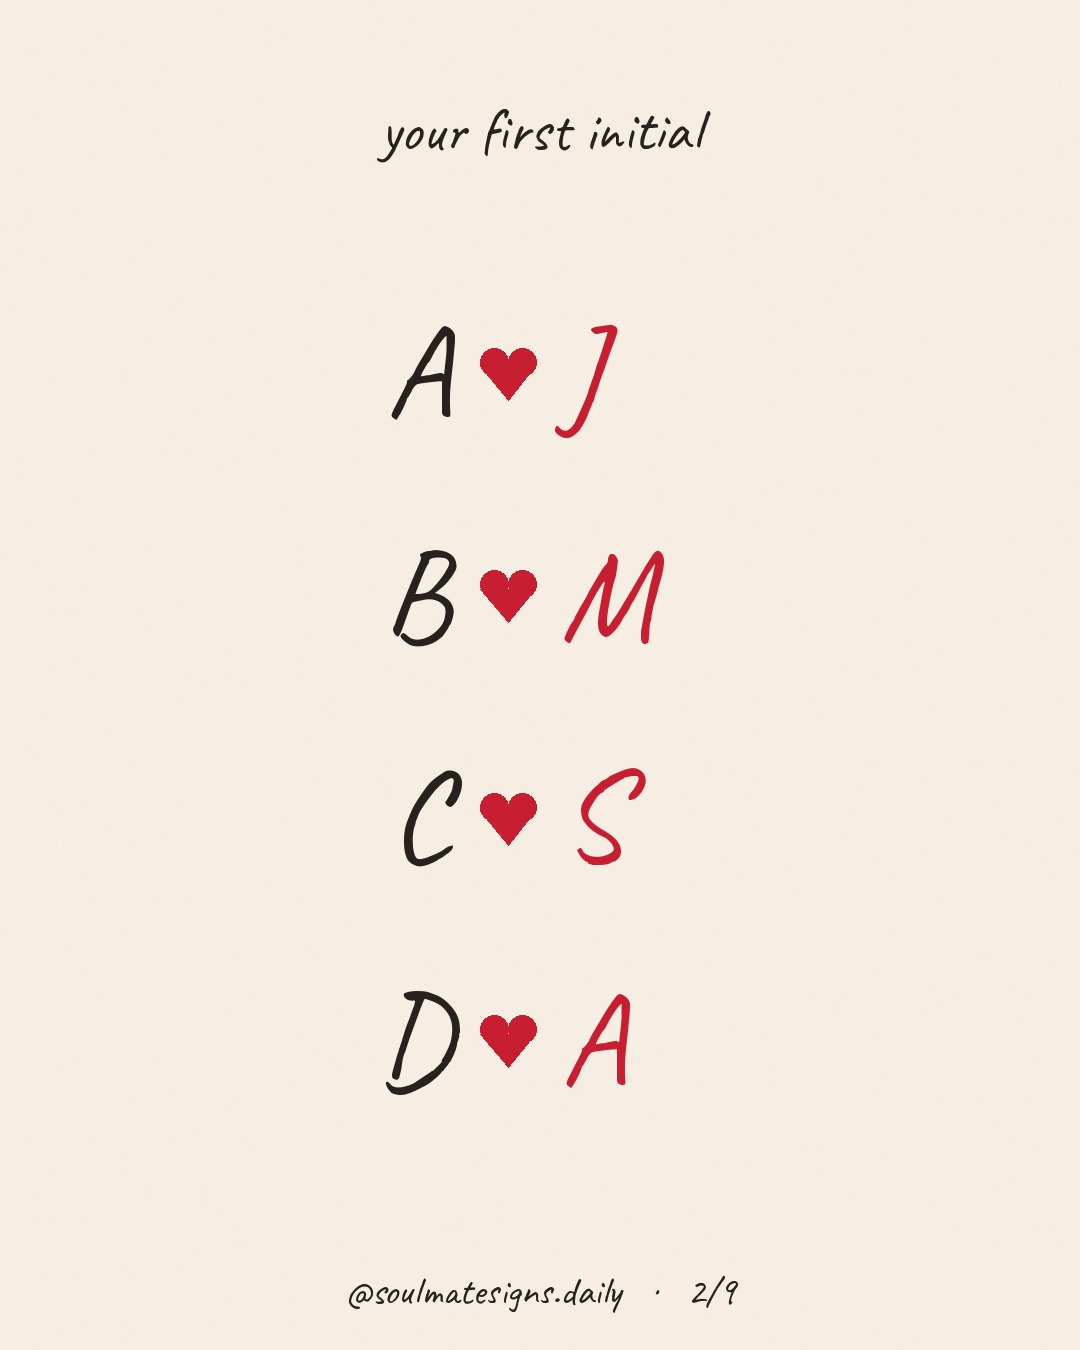 your first initial
A ♥ J
B ♥ M
C ♥ S
D ♥ A
@soulmatesigns.daily · 2/9